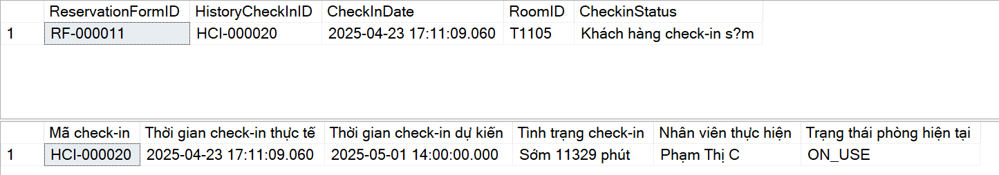 ReservationFormID HistoryCheckInID CheckInDate RoomID CheckinStatus
1 RF-000011 HCI-000020 2025-04-23 17:11:09.060 T1105 Khách hàng check-in s?m
Mã check-in Thời gian check-in thực tế Thời gian check-in dự kiến Tình trạng check-in Nhân viên thực hiện Trạng thái phòng hiện tại
1 HCI-000020 2025-04-23 17:11:09.060 2025-05-01 14:00:00.000 Sớm 11329 phút Phạm Thị C ON_USE